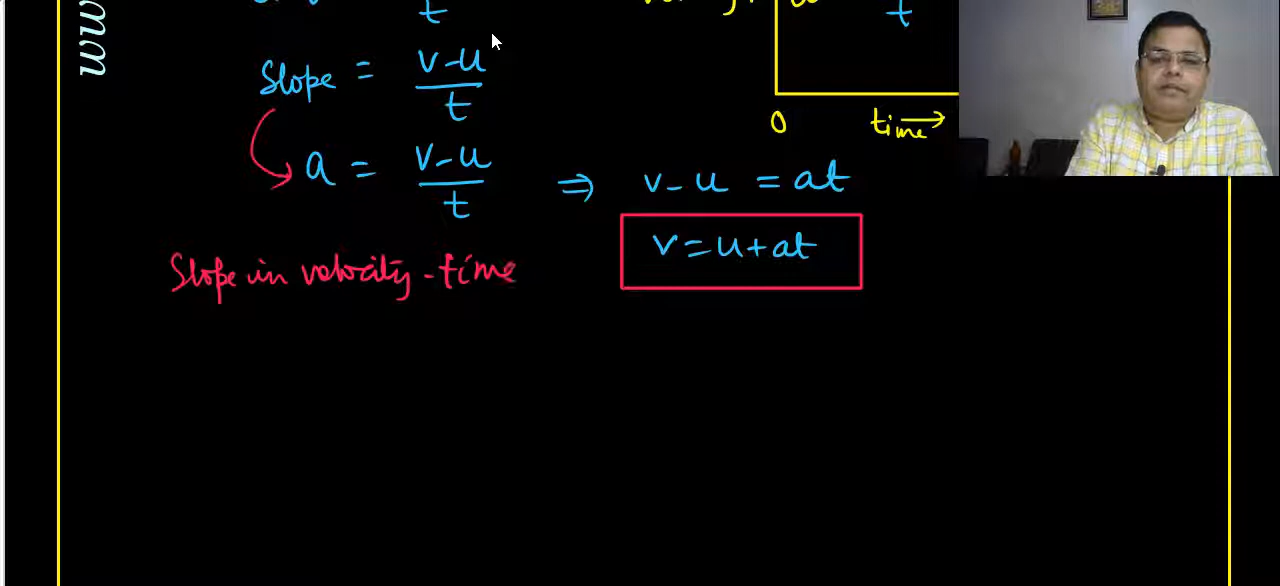 t
t
Slope = v-u / t
0
time →
a = v-u / t
⇒ v-u = at
v=u+at
Slope in velocity-time